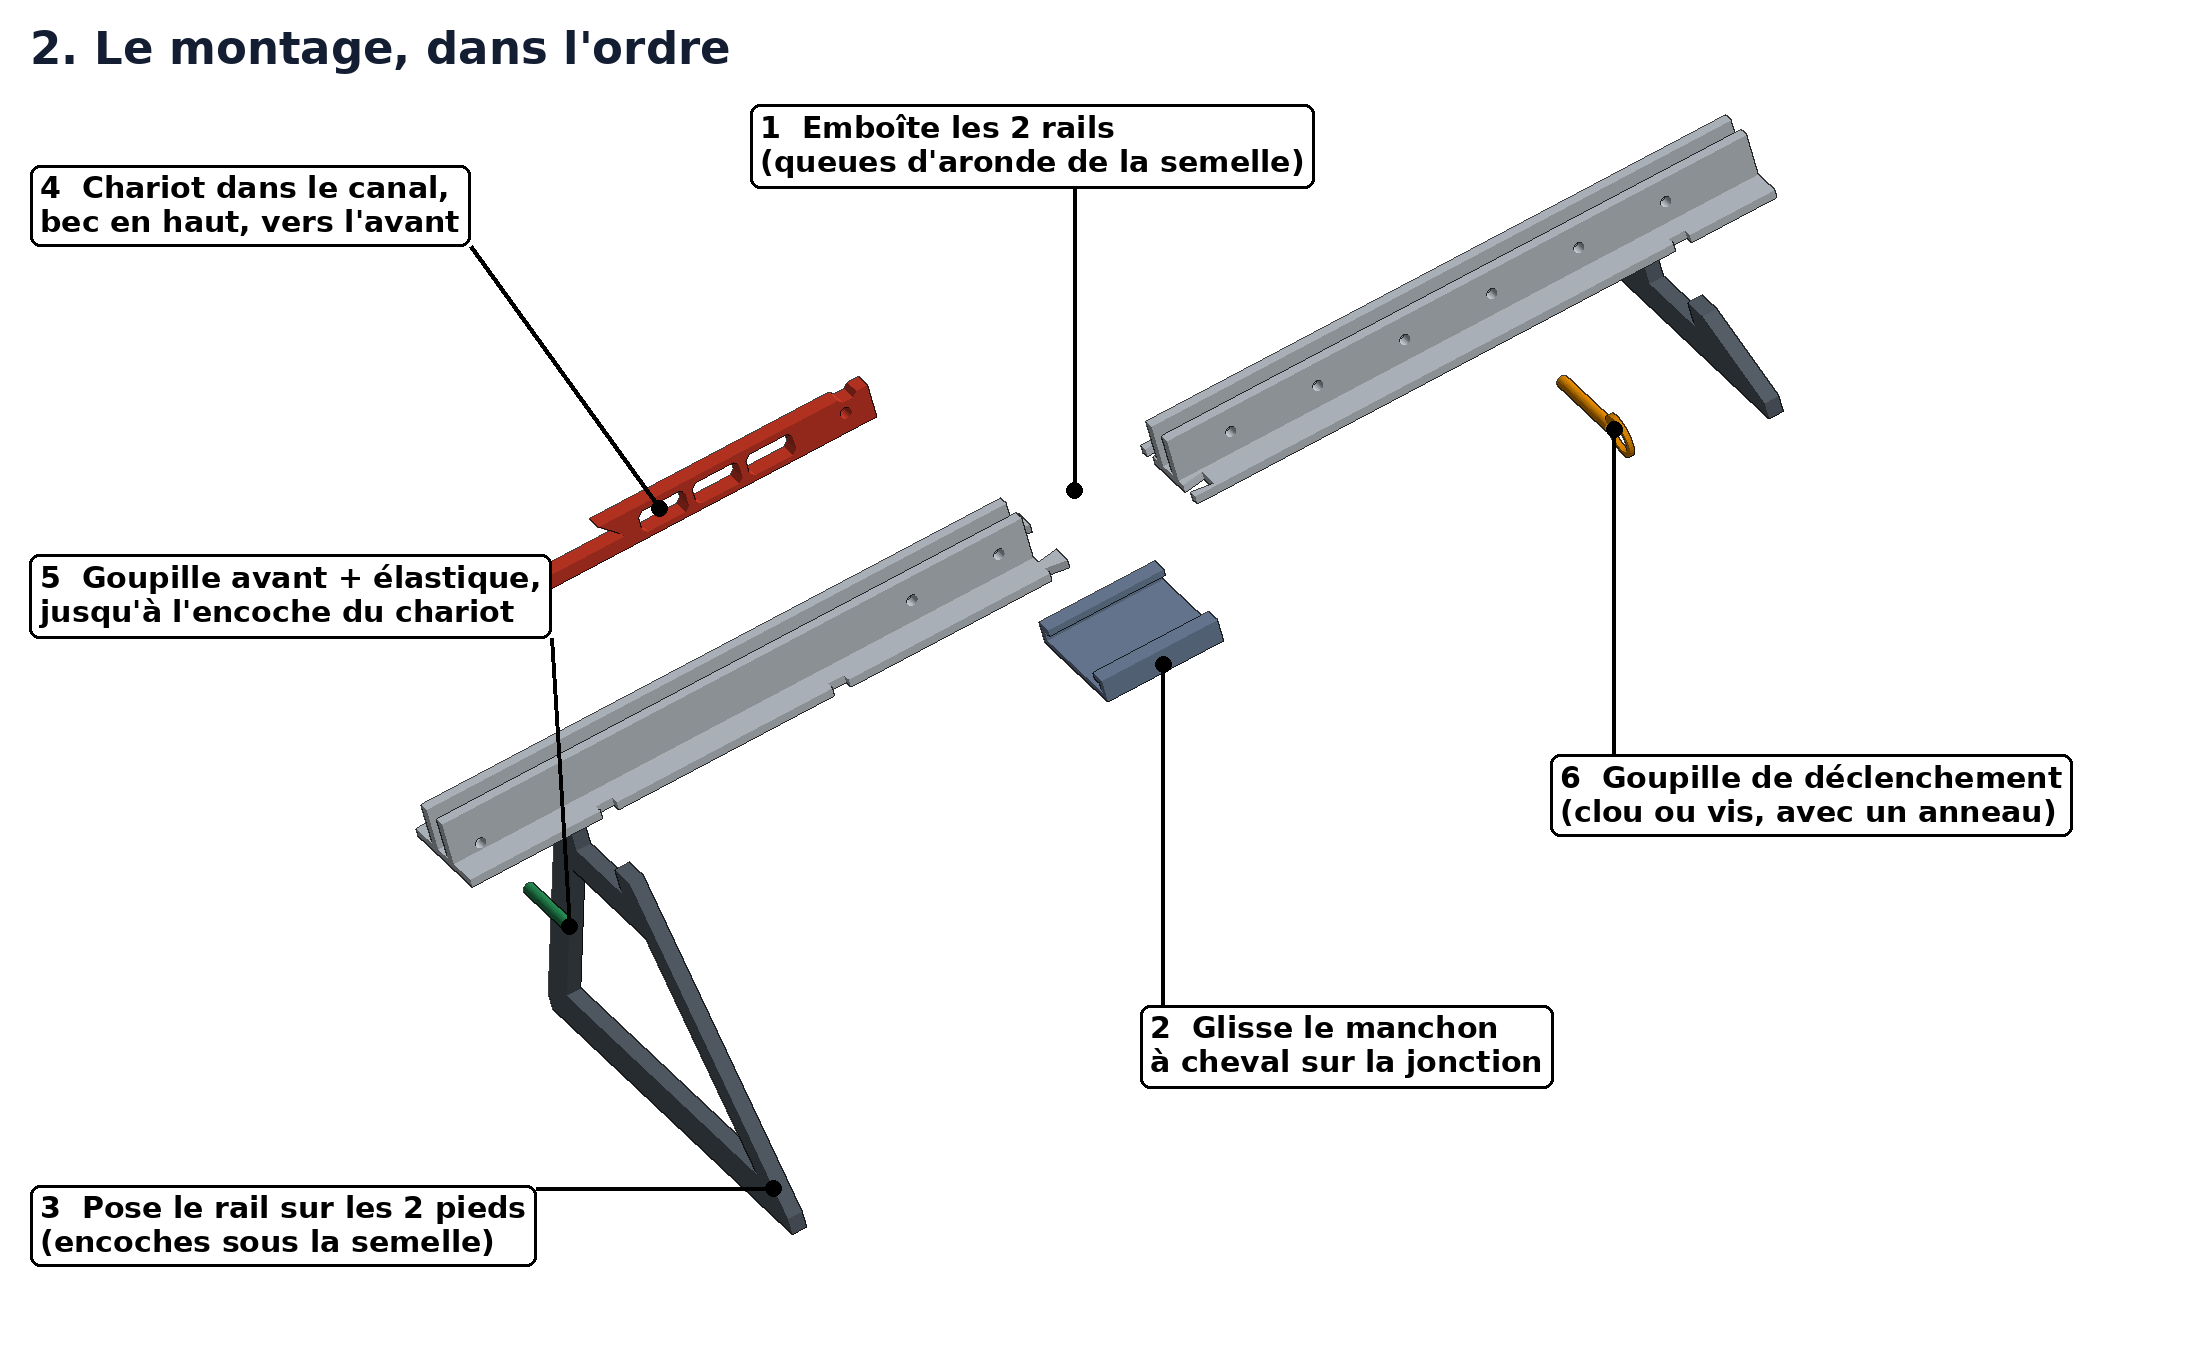 2. Le montage, dans l'ordre
1  Emboîte les 2 rails
(queues d'aronde de la semelle)
4  Chariot dans le canal,
bec en haut, vers l'avant
5  Goupille avant + élastique,
jusqu'à l'encoche du chariot
6  Goupille de déclenchement
(clou ou vis, avec un anneau)
2  Glisse le manchon
à cheval sur la jonction
3  Pose le rail sur les 2 pieds
(encoches sous la semelle)